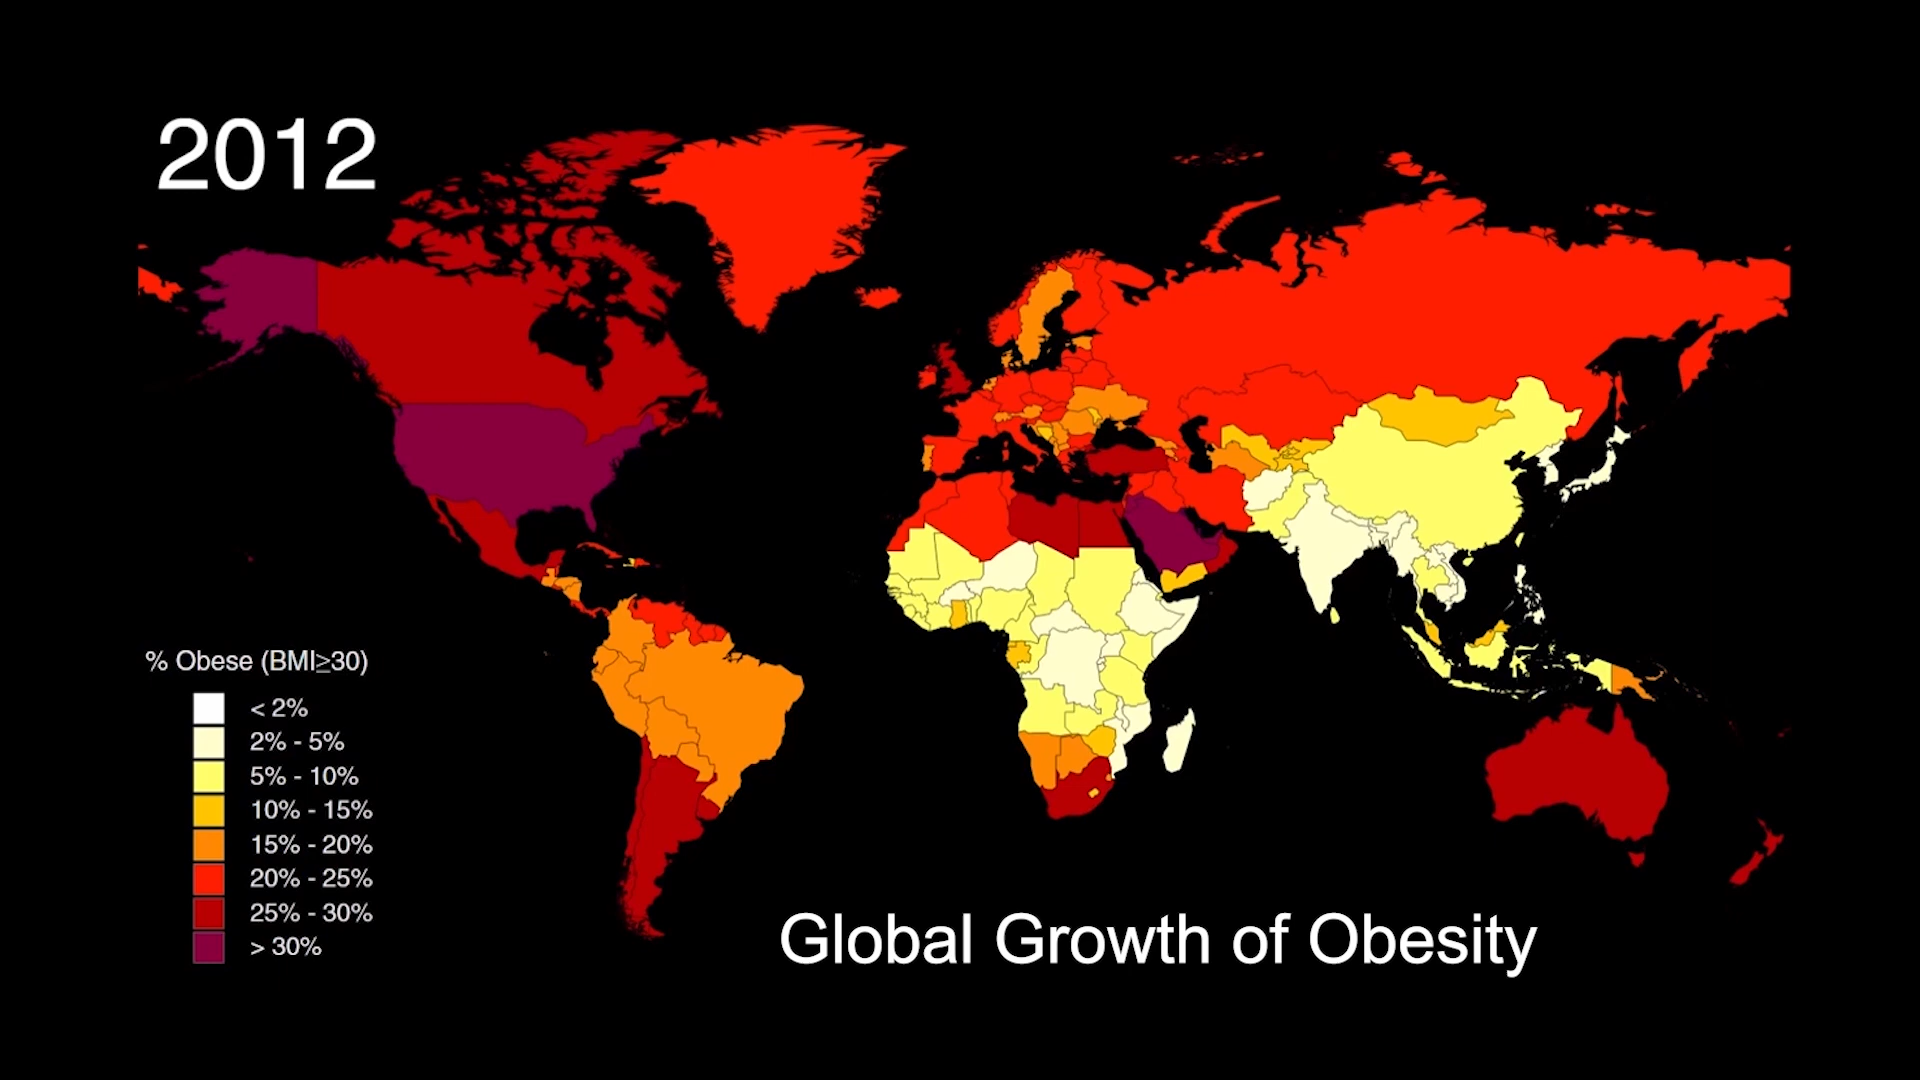 2012
% Obese (BMI≥30)
< 2%
2% - 5%
5% - 10%
10% - 15%
15% - 20%
20% - 25%
25% - 30%
> 30%
Global Growth of Obesity